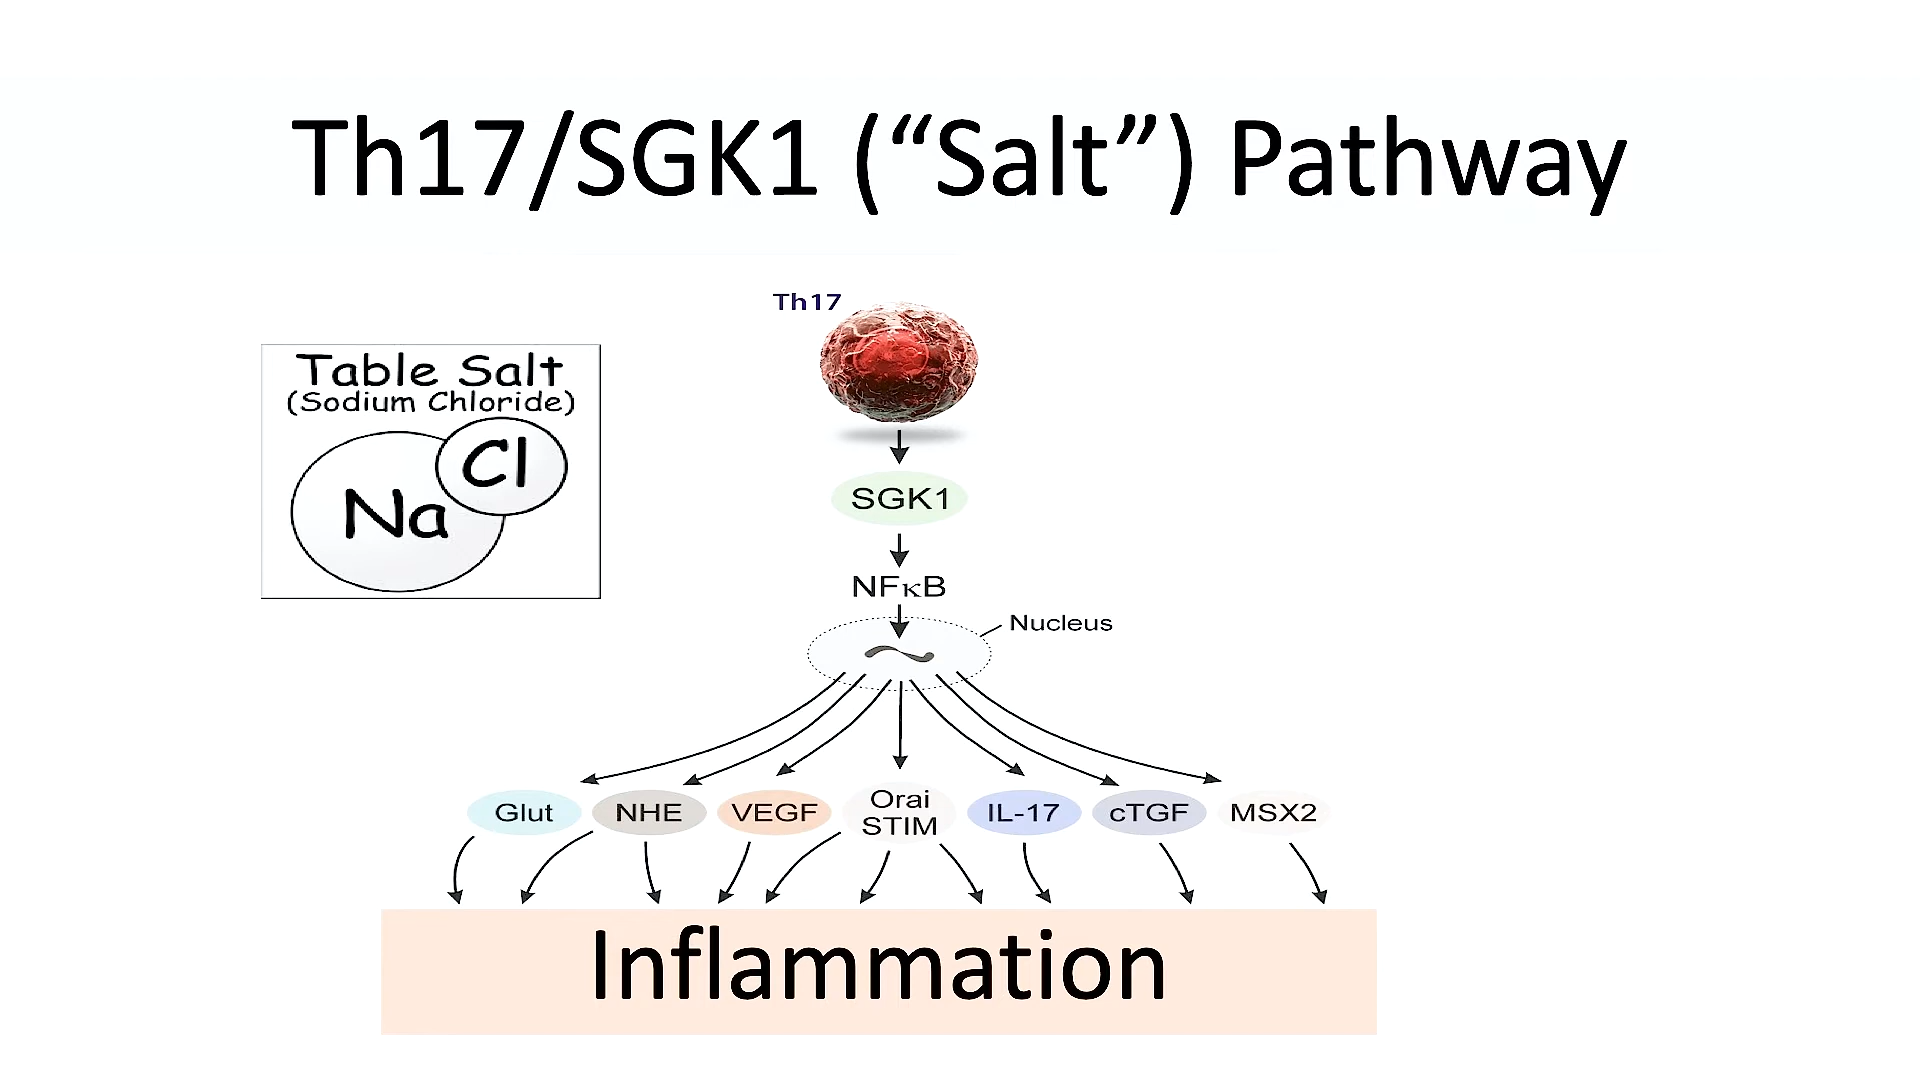 Th17/SGK1 (“Salt”) Pathway
Th17
Table Salt
(Sodium Chloride)
Cl
Na
SGK1
NFκB
Nucleus
Glut
NHE
VEGF
Orai
STIM
IL-17
cTGF
MSX2
Inflammation